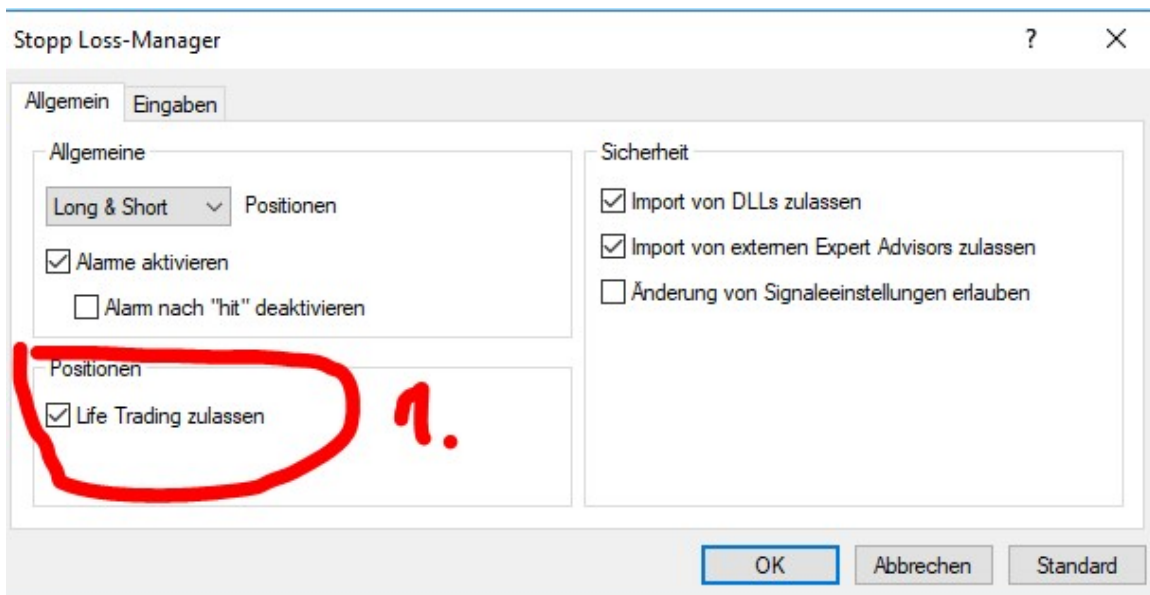 Stopp Loss-Manager
Allgemein
Eingaben
Allgemeine
Long & Short
Positionen
Alarme aktivieren
Alarm nach "hit" deaktivieren
Positionen
Life Trading zulassen
1.
Sicherheit
Import von DLLs zulassen
Import von externen Expert Advisors zulassen
Änderung von Signaleeinstellungen erlauben
OK
Abbrechen
Standard